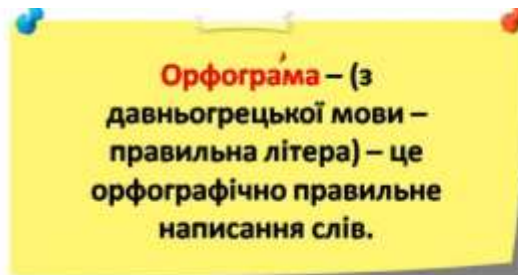 Орфогра́ма – (з
давньогрецької мови –
правильна літера) – це
орфографічно правильне
написання слів.